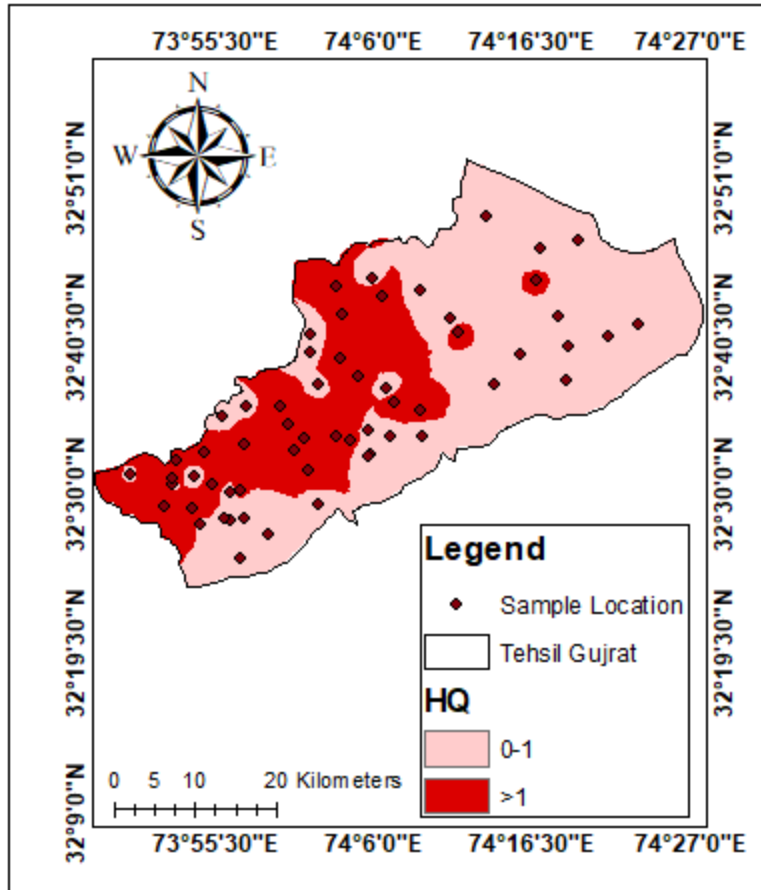 73°55'30"E 74°6'0"E 74°16'30"E 74°27'0"E
N
W E
S
32°51'0"N 32°51'0"N
32°40'30"N 32°40'30"N
32°30'0"N 32°30'0"N
32°19'30"N 32°19'30"N
32°9'0"N 32°9'0"N
Legend
Sample Location
Tehsil Gujrat
HQ
0-1
>1
0 5 10 20 Kilometers
73°55'30"E 74°6'0"E 74°16'30"E 74°27'0"E